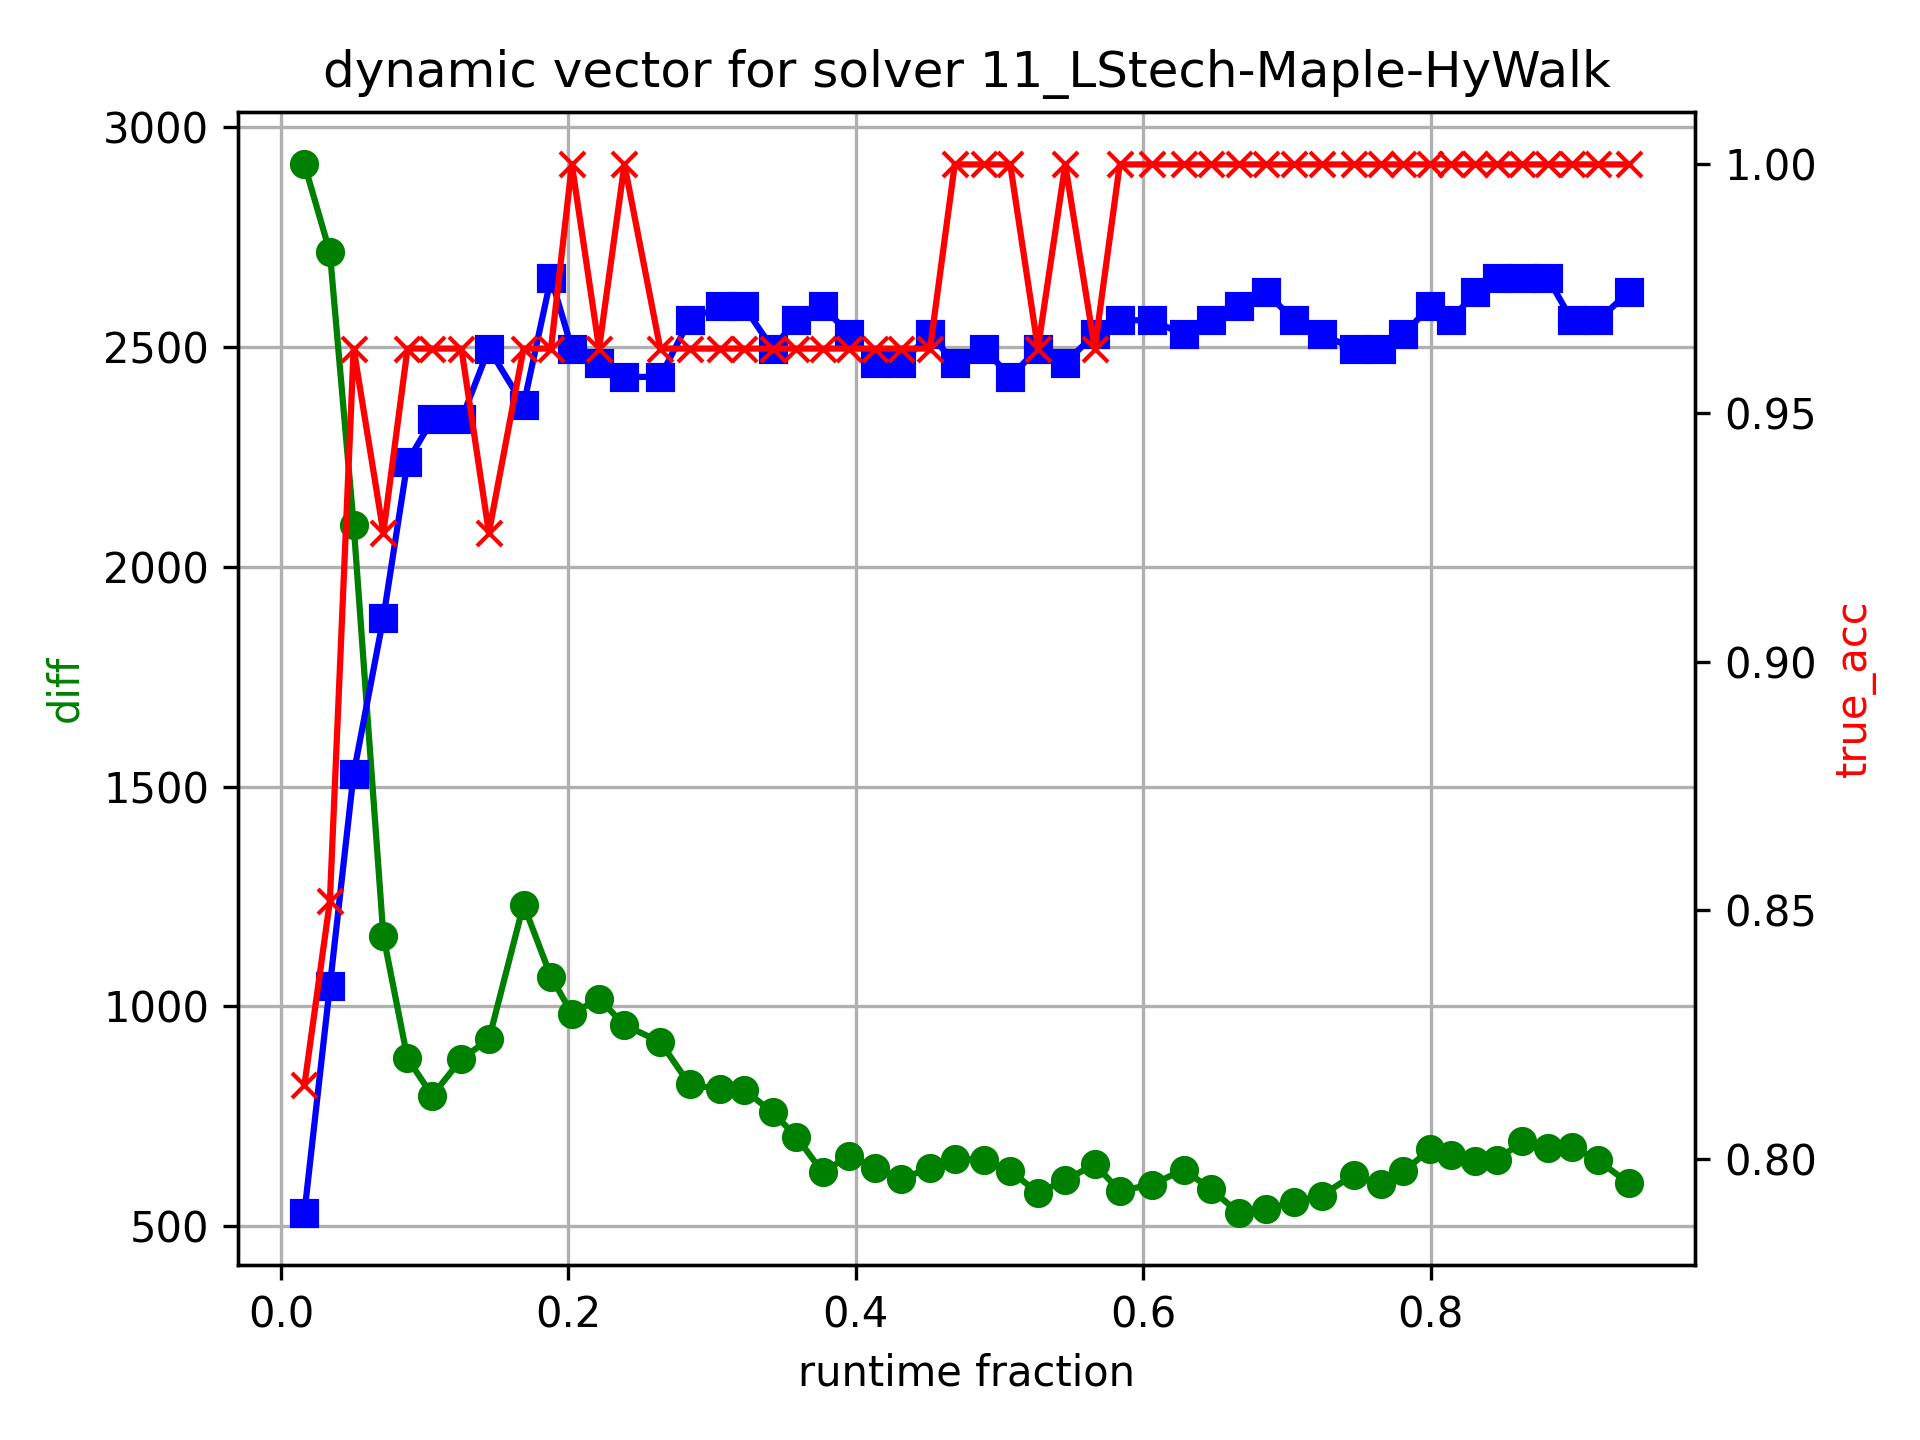 dynamic vector for solver 11_LStech-Maple-HyWalk
3000
2500
2000
1500
1000
500
diff
1.00
0.95
0.90
0.85
0.80
true_acc
0.0 0.2 0.4 0.6 0.8
runtime fraction